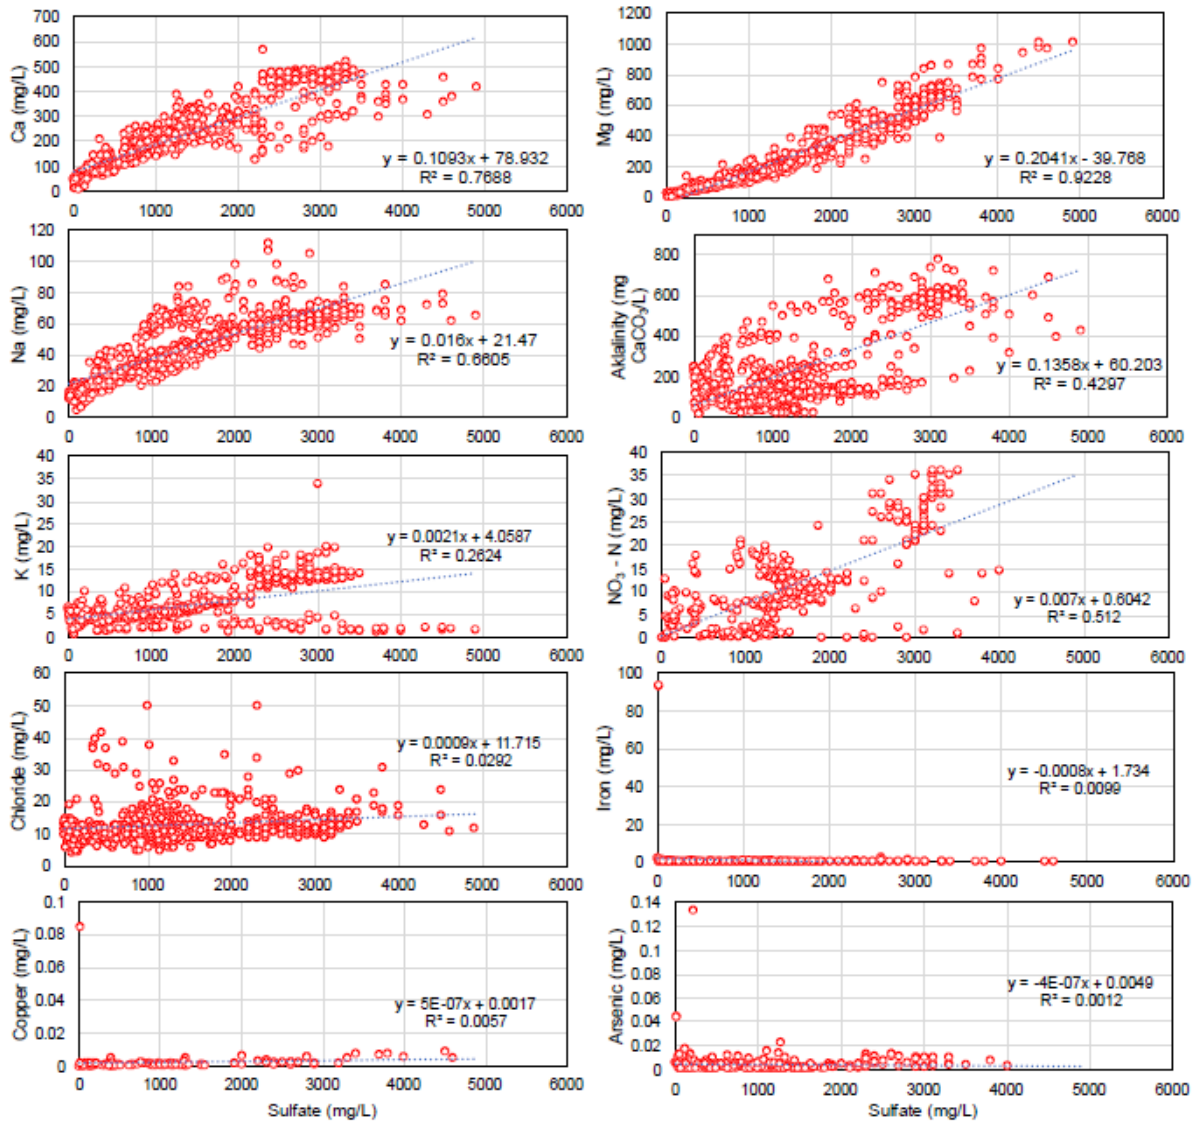 700
600
500
400
300
200
100
0
Ca (mg/L)
y = 0.1093x + 78.932
R² = 0.7688
0 1000 2000 3000 4000 5000 6000
1200
1000
800
600
400
200
0
Mg (mg/L)
y = 0.2041x - 39.768
R² = 0.9228
0 1000 2000 3000 4000 5000 6000
120
100
80
60
40
20
0
Na (mg/L)
y = 0.016x + 21.47
R² = 0.6605
0 1000 2000 3000 4000 5000 6000
800
600
400
200
0
Aklalinity (mg
CaCO₃/L)
y = 0.1358x + 60.203
R² = 0.4297
0 1000 2000 3000 4000 5000 6000
40
35
30
25
20
15
10
5
0
K (mg/L)
y = 0.0021x + 4.0587
R² = 0.2624
0 1000 2000 3000 4000 5000 6000
40
35
30
25
20
15
10
5
0
NO₃ - N (mg/L)
y = 0.007x + 0.6042
R² = 0.512
0 1000 2000 3000 4000 5000 6000
60
50
40
30
20
10
0
Chloride (mg/L)
y = 0.0009x + 11.715
R² = 0.0292
0 1000 2000 3000 4000 5000 6000
100
80
60
40
20
0
Iron (mg/L)
y = -0.0008x + 1.734
R² = 0.0099
0 1000 2000 3000 4000 5000 6000
0.1
0.08
0.06
0.04
0.02
0
Copper (mg/L)
y = 5E-07x + 0.0017
R² = 0.0057
0 1000 2000 3000 4000 5000 6000
Sulfate (mg/L)
0.14
0.12
0.1
0.08
0.06
0.04
0.02
0
Arsenic (mg/L)
y = -4E-07x + 0.0049
R² = 0.0012
0 1000 2000 3000 4000 5000 6000
Sulfate (mg/L)